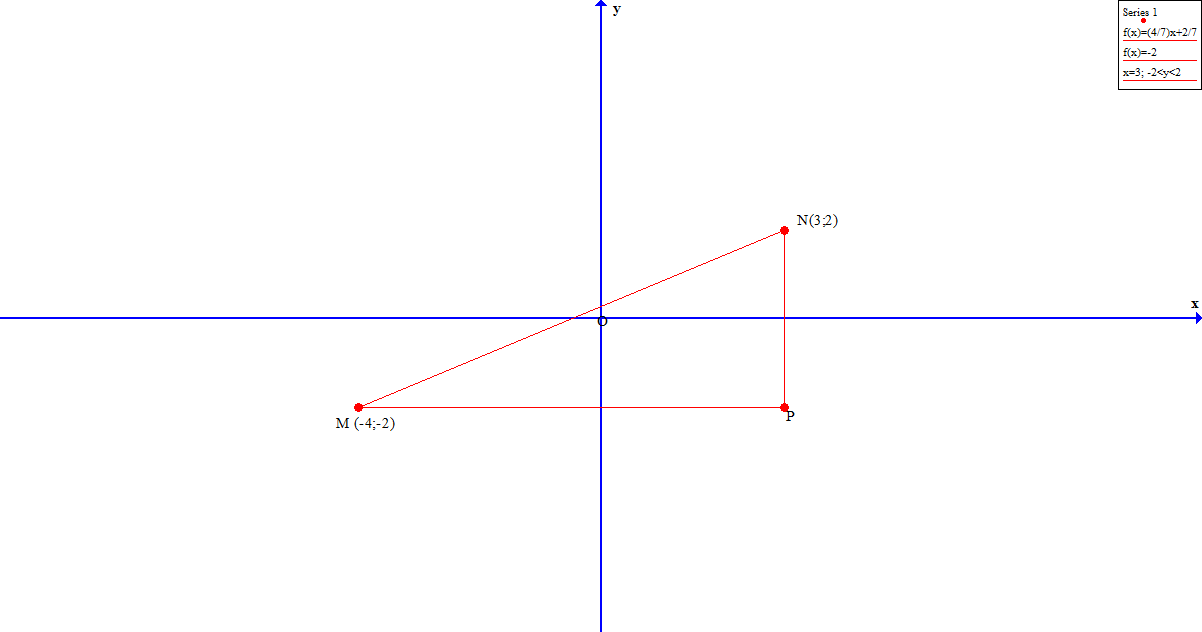 y
Series 1
f(x)=(4/7)x+2/7
f(x)=-2
x=3; -2<y<2
N(3;2)
x
O
M (-4;-2)
P